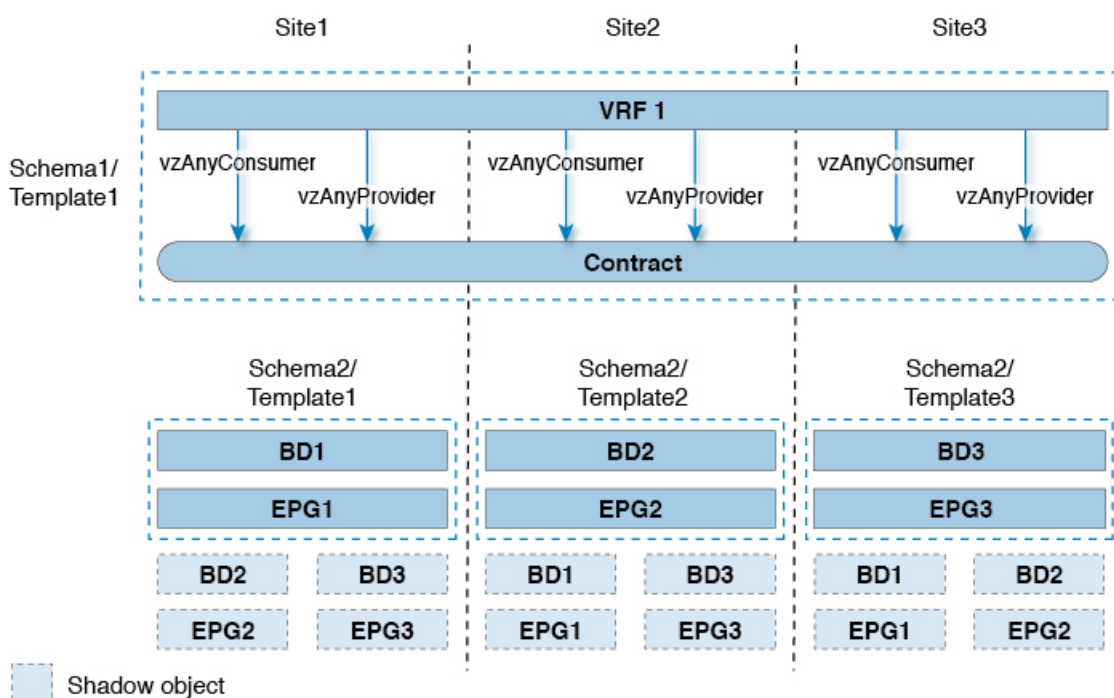 Site1
Site2
Site3
VRF 1
Schema1/
Template1
vzAnyConsumer
vzAnyProvider
vzAnyConsumer
vzAnyProvider
vzAnyConsumer
vzAnyProvider
Contract
Schema2/
Template1
Schema2/
Template2
Schema2/
Template3
BD1
BD2
BD3
EPG1
EPG2
EPG3
BD2
BD3
BD1
BD3
BD1
BD2
EPG2
EPG3
EPG1
EPG3
EPG1
EPG2
Shadow object